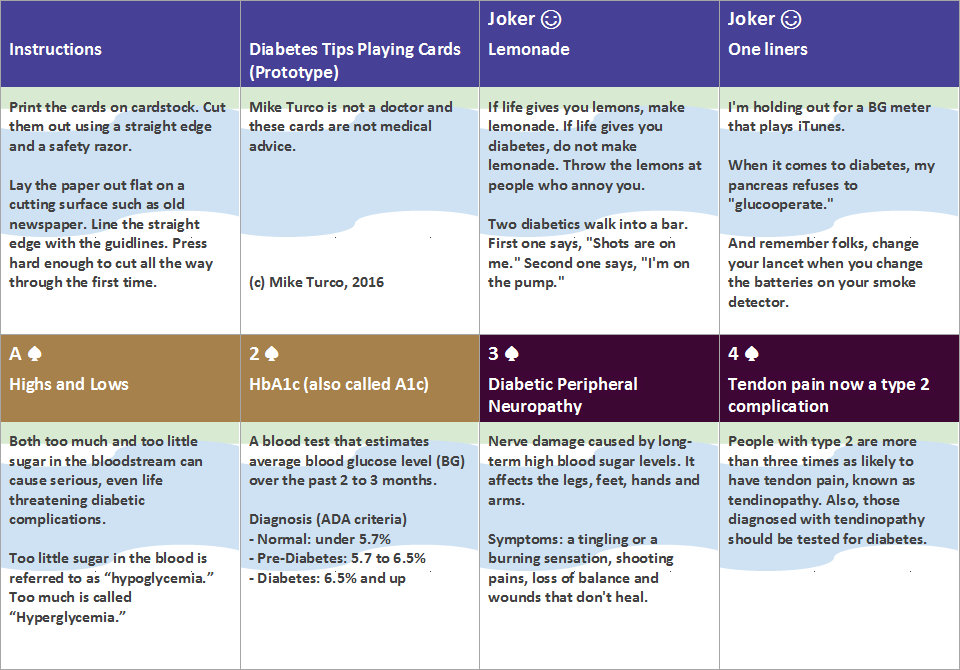 Instructions
Print the cards on cardstock. Cut
them out using a straight edge
and a safety razor.
Lay the paper out flat on a
cutting surface such as old
newspaper. Line the straight
edge with the guidlines. Press
hard enough to cut all the way
through the first time.
Diabetes Tips Playing Cards
(Prototype)
Mike Turco is not a doctor and
these cards are not medical
advice.
(c) Mike Turco, 2016
Joker ☺
Lemonade
If life gives you lemons, make
lemonade. If life gives you
diabetes, do not make
lemonade. Throw the lemons at
people who annoy you.
Two diabetics walk into a bar.
First one says, "Shots are on
me." Second one says, "I'm on
the pump."
Joker ☺
One liners
I'm holding out for a BG meter
that plays iTunes.
When it comes to diabetes, my
pancreas refuses to
"glucooperate."
And remember folks, change
your lancet when you change
the batteries on your smoke
detector.
A ♠
Highs and Lows
Both too much and too little
sugar in the bloodstream can
cause serious, even life
threatening diabetic
complications.
Too little sugar in the blood is
referred to as “hypoglycemia.”
Too much is called
“Hyperglycemia.”
2 ♠
HbA1c (also called A1c)
A blood test that estimates
average blood glucose level (BG)
over the past 2 to 3 months.
Diagnosis (ADA criteria)
- Normal: under 5.7%
- Pre-Diabetes: 5.7 to 6.5%
- Diabetes: 6.5% and up
3 ♠
Diabetic Peripheral
Neuropathy
Nerve damage caused by long-
term high blood sugar levels. It
affects the legs, feet, hands and
arms.
Symptoms: a tingling or a
burning sensation, shooting
pains, loss of balance and
wounds that don't heal.
4 ♠
Tendon pain now a type 2
complication
People with type 2 are more
than three times as likely to
have tendon pain, known as
tendinopathy. Also, those
diagnosed with tendinopathy
should be tested for diabetes.